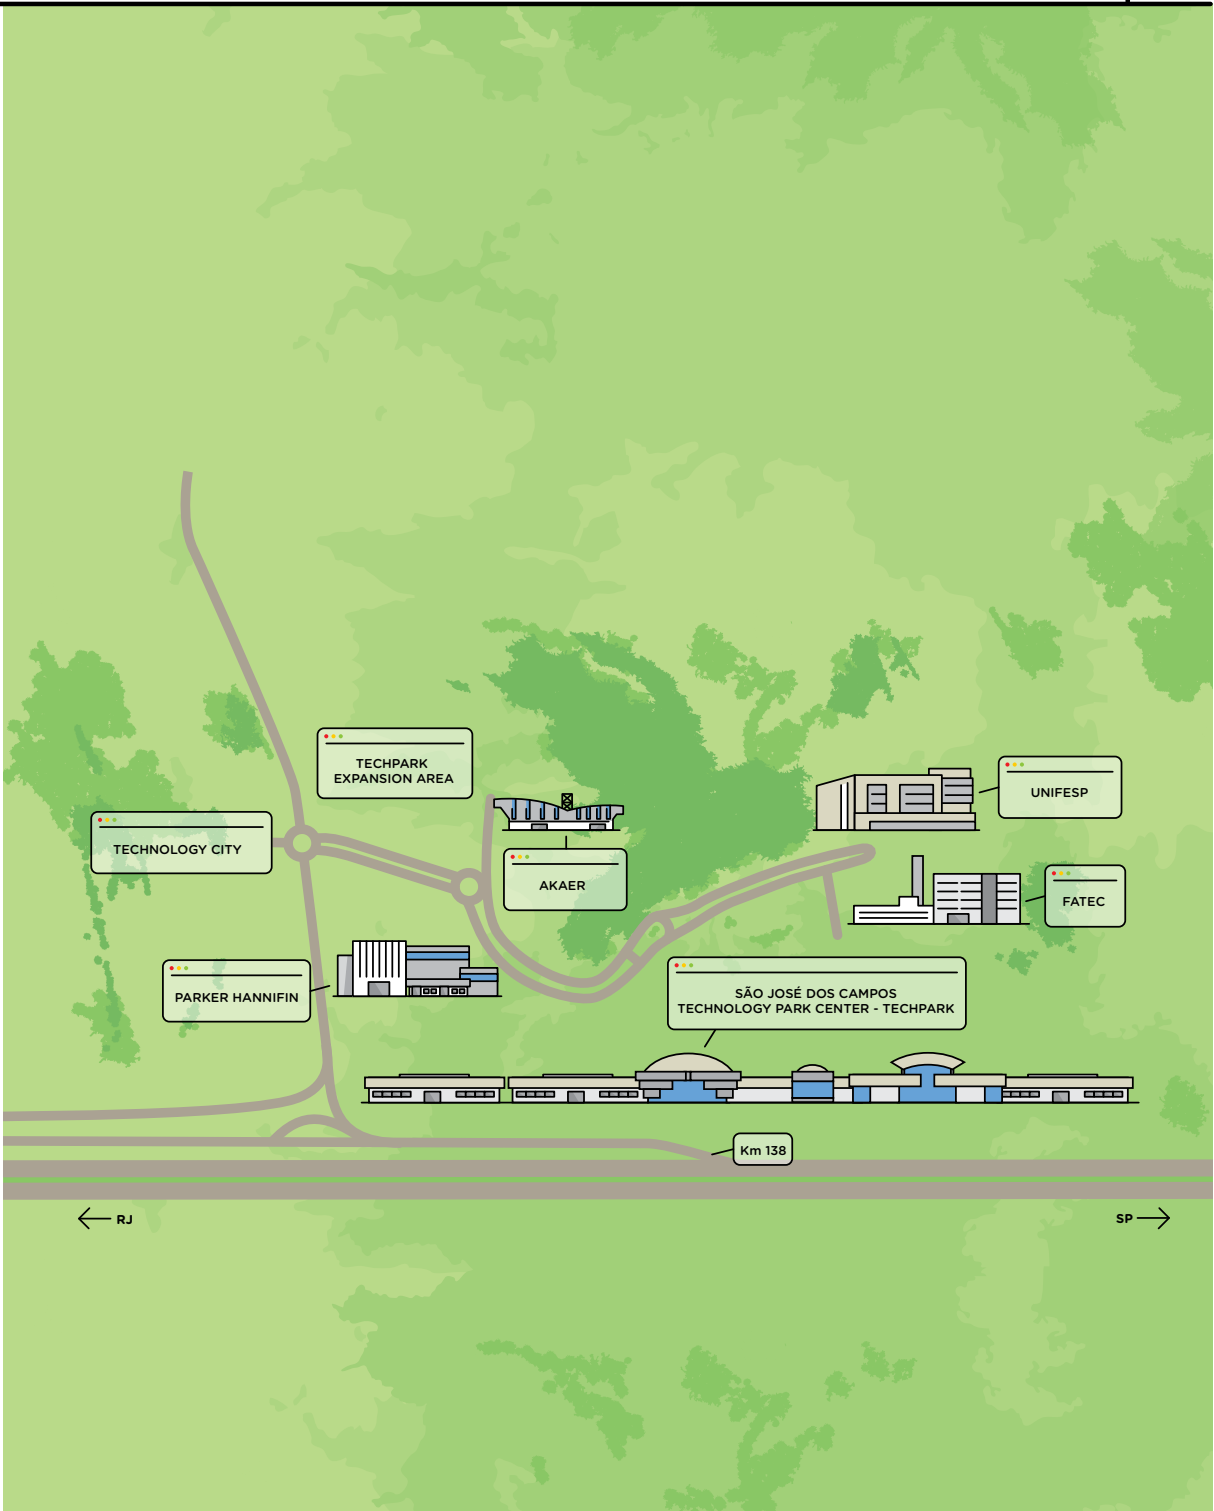 TECHPARK
EXPANSION AREA
UNIFESP
TECHNOLOGY CITY
AKAER
FATEC
PARKER HANNIFIN
SÃO JOSÉ DOS CAMPOS
TECHNOLOGY PARK CENTER - TECHPARK
Km 138
RJ
SP